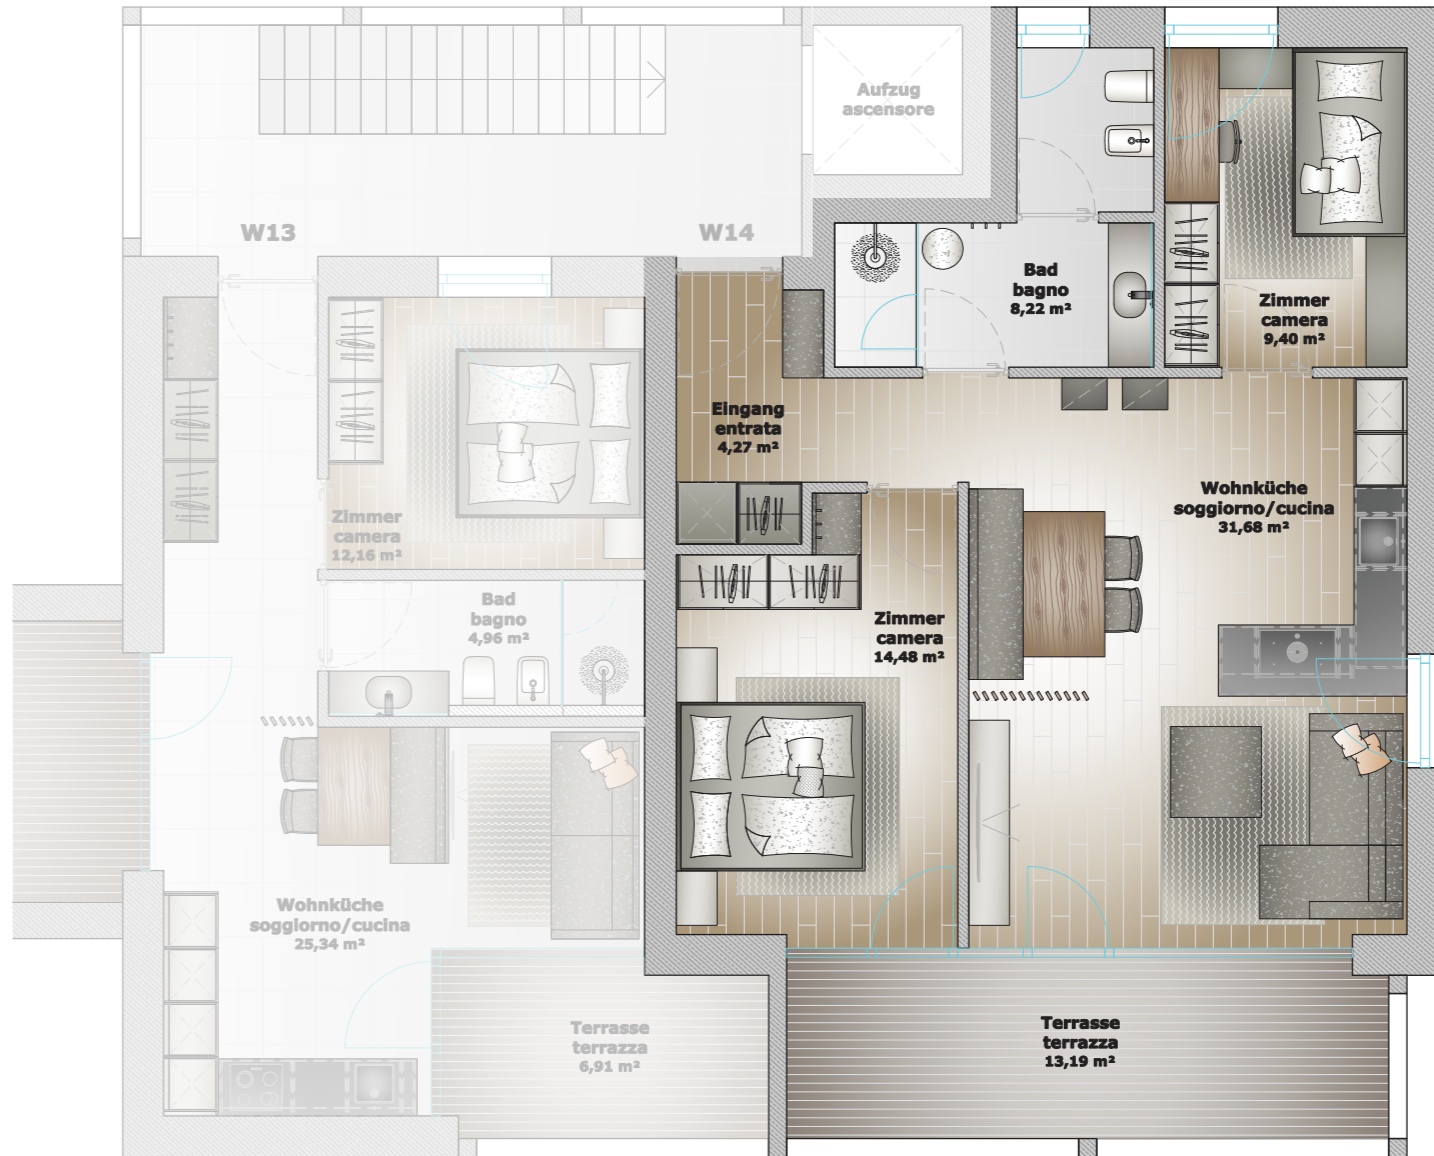 Aufzug
ascensore
W13
W14
Bad
bagno
8,22 m²
Zimmer
camera
9,40 m²
Eingang
entrata
4,27 m²
Wohnküche
soggiorno/cucina
31,68 m²
Zimmer
camera
12,16 m²
Bad
bagno
4,96 m²
Zimmer
camera
14,48 m²
Wohnküche
soggiorno/cucina
25,34 m²
Terrasse
terrazza
6,91 m²
Terrasse
terrazza
13,19 m²